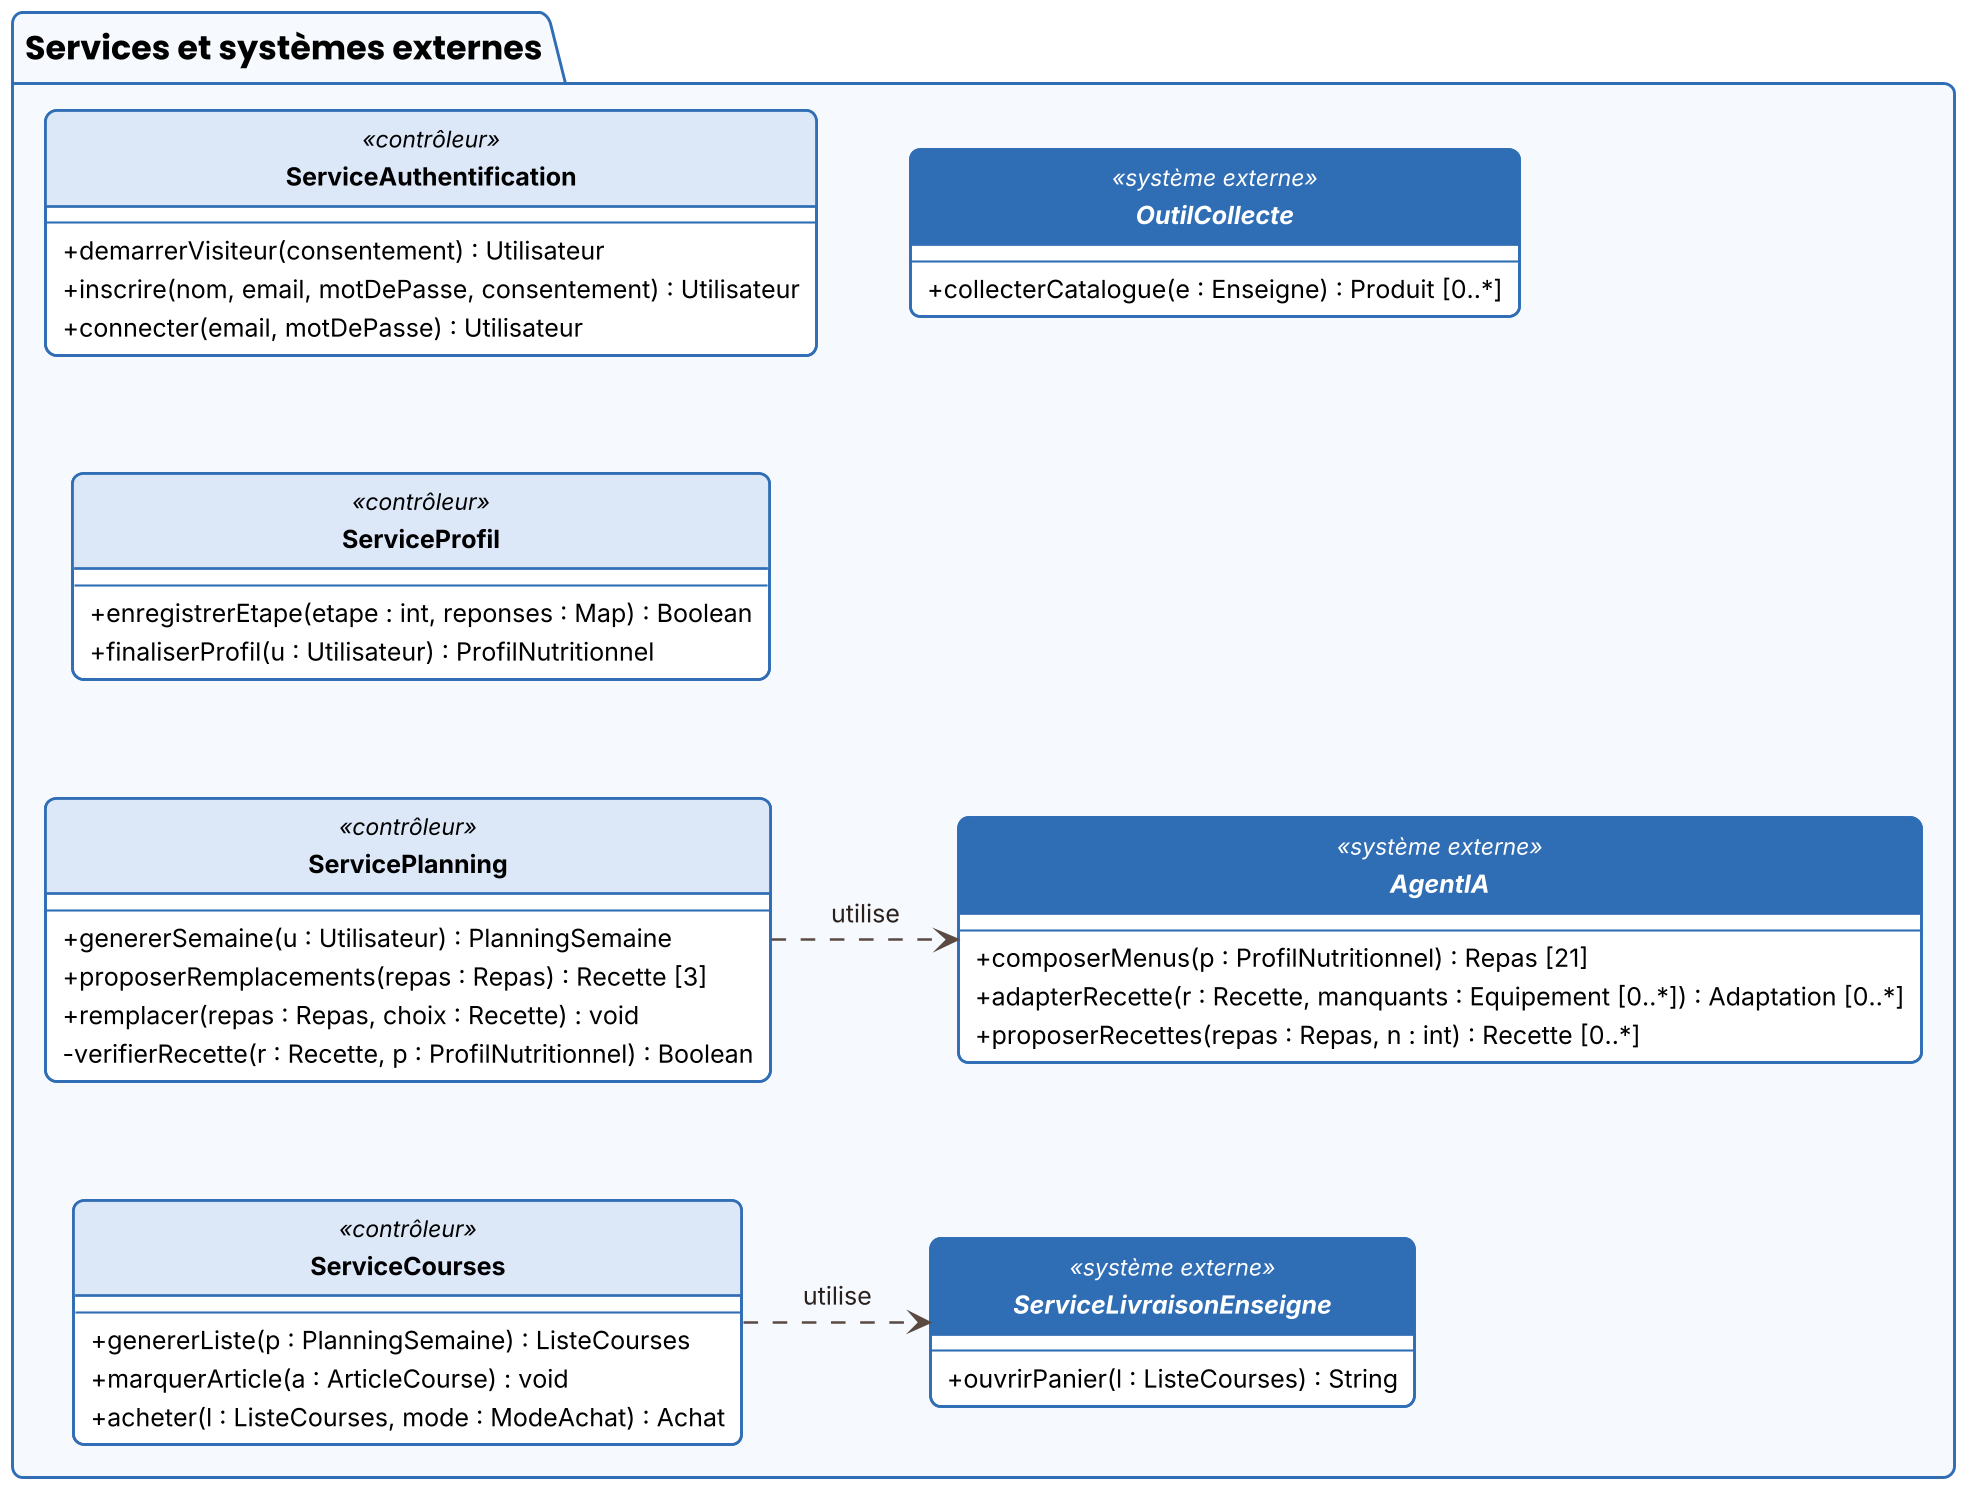 Services et systèmes externes
«contrôleur»
ServiceAuthentification
+demarrerVisiteur(consentement) : Utilisateur
+inscrire(nom, email, motDePasse, consentement) : Utilisateur
+connecter(email, motDePasse) : Utilisateur
«système externe»
OutilCollecte
+collecterCatalogue(e : Enseigne) : Produit [0..*]
«contrôleur»
ServiceProfil
+enregistrerEtape(etape : int, reponses : Map) : Boolean
+finaliserProfil(u : Utilisateur) : ProfilNutritionnel
«contrôleur»
ServicePlanning
+genererSemaine(u : Utilisateur) : PlanningSemaine
+proposerRemplacements(repas : Repas) : Recette [3]
+remplacer(repas : Repas, choix : Recette) : void
-verifierRecette(r : Recette, p : ProfilNutritionnel) : Boolean
utilise
«système externe»
AgentIA
+composerMenus(p : ProfilNutritionnel) : Repas [21]
+adapterRecette(r : Recette, manquants : Equipement [0..*]) : Adaptation [0..*]
+proposerRecettes(repas : Repas, n : int) : Recette [0..*]
«contrôleur»
ServiceCourses
+genererListe(p : PlanningSemaine) : ListeCourses
+marquerArticle(a : ArticleCourse) : void
+acheter(l : ListeCourses, mode : ModeAchat) : Achat
utilise
«système externe»
ServiceLivraisonEnseigne
+ouvrirPanier(l : ListeCourses) : String